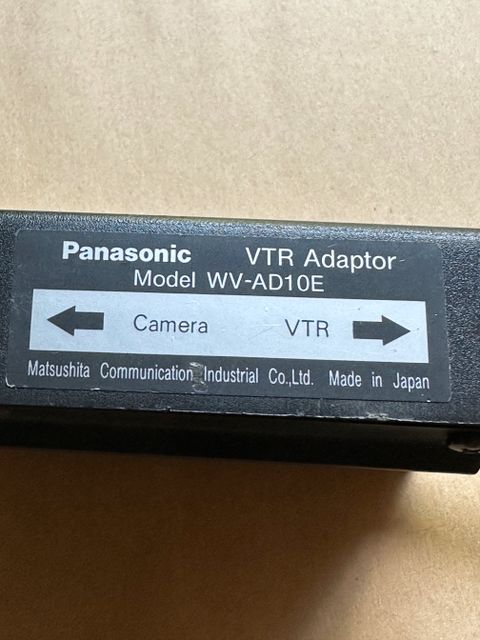 Panasonic VTR Adaptor
Model WV-AD10E
Camera VTR
Matsushita Communication Industrial Co.,Ltd. Made in Japan